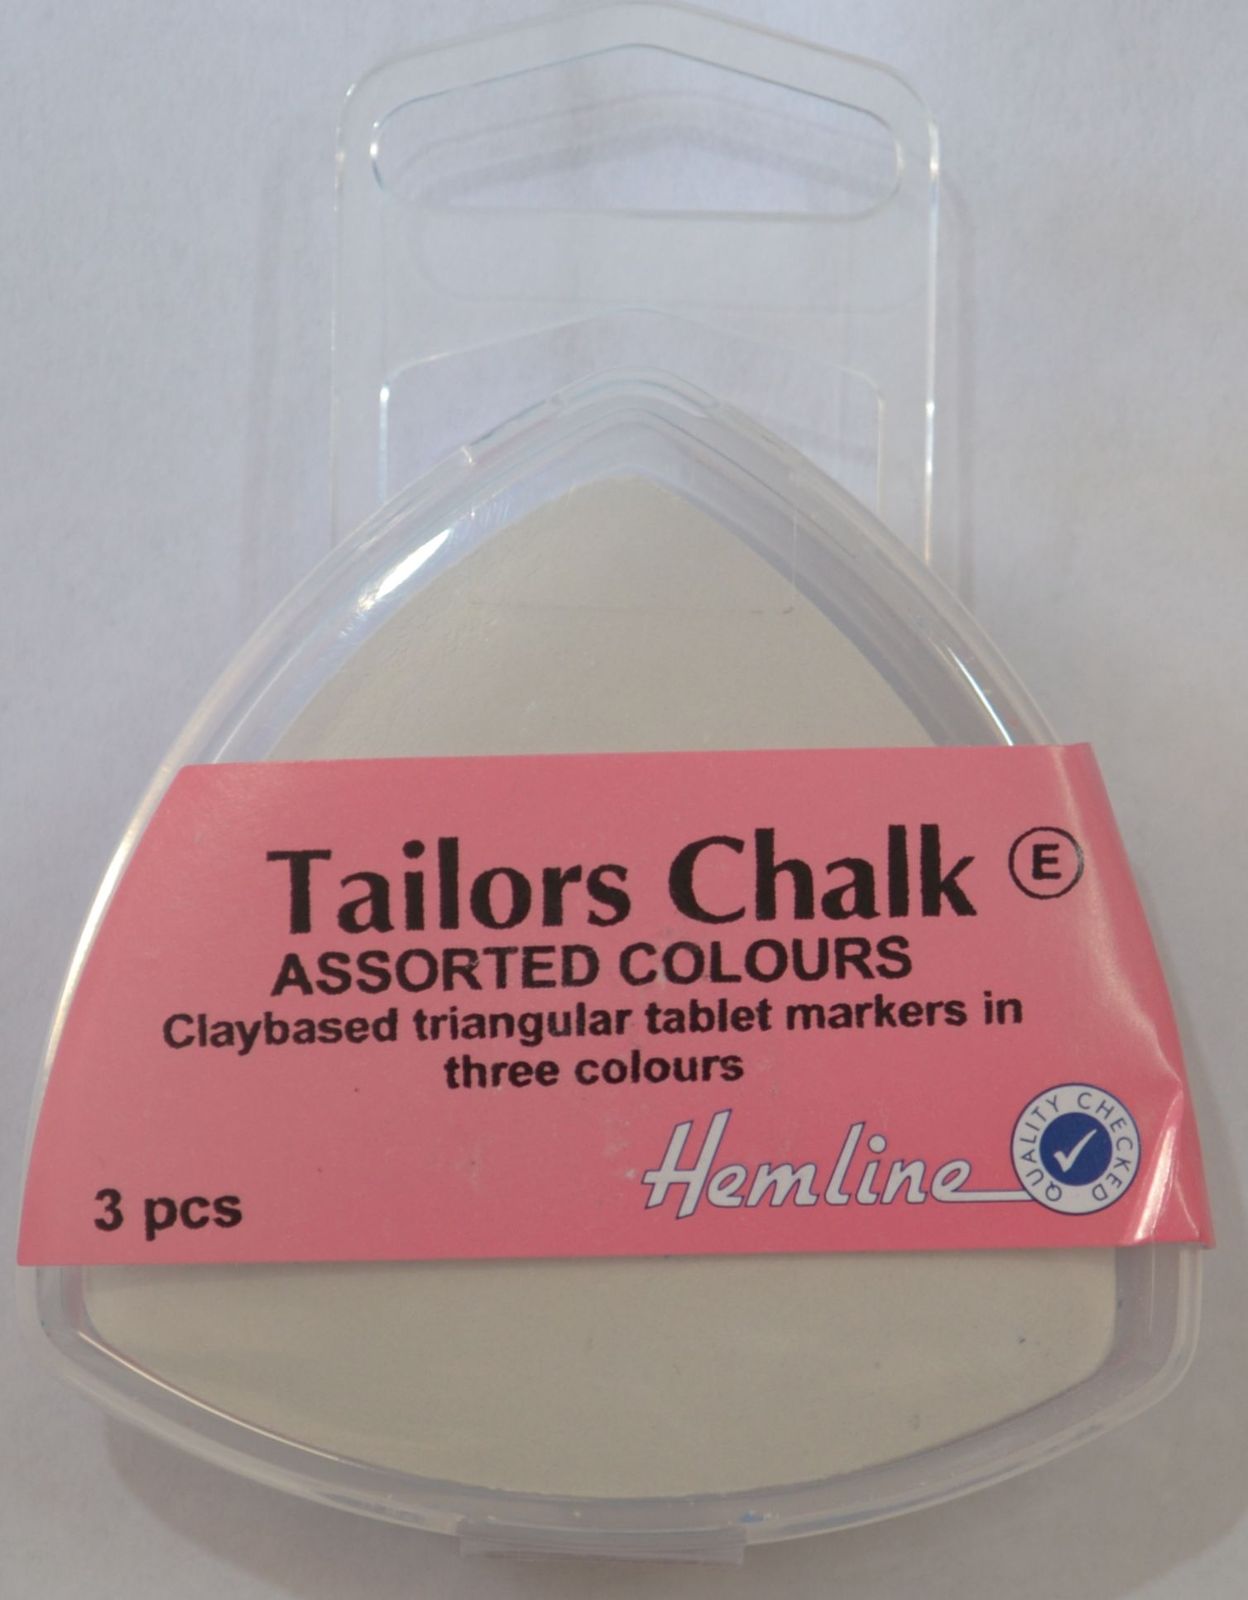 Tailors Chalk Ⓔ
ASSORTED COLOURS
Claybased triangular tablet markers in
three colours
Hemline
QUALITY CHECKED
3 pcs